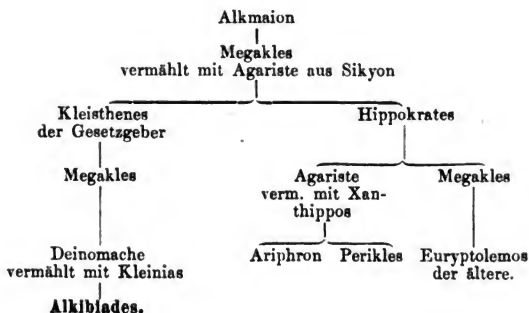 Alkmaion
Megakles
vermählt mit Agariste aus Sikyon
Kleisthenes
der Gesetzgeber
Hippokrates
Megakles
Agariste
verm. mit Xan-
thippos
Megakles
Deinomache
vermählt mit Kleinias
Ariphron Perikles
Euryptolemos
der ältere.
Alkibiades.